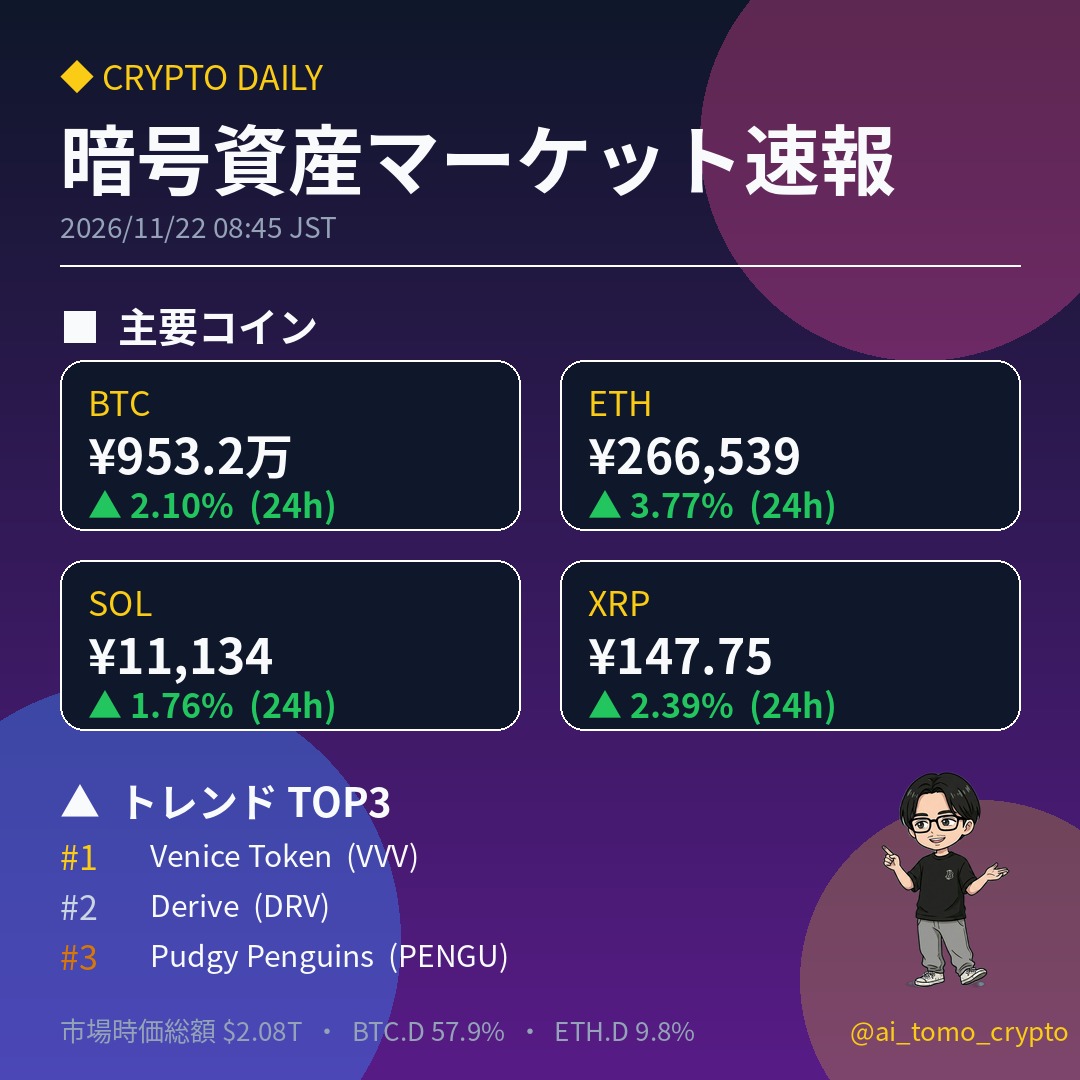 ◆ CRYPTO DAILY
暗号資産マーケット速報
2026/11/22 08:45 JST
■ 主要コイン
BTC
¥953.2万
▲ 2.10% (24h)
ETH
¥266,539
▲ 3.77% (24h)
SOL
¥11,134
▲ 1.76% (24h)
XRP
¥147.75
▲ 2.39% (24h)
▲ トレンド TOP3
#1 Venice Token (VVV)
#2 Derive (DRV)
#3 Pudgy Penguins (PENGU)
市場時価総額 $2.08T ・ BTC.D 57.9% ・ ETH.D 9.8%
@ai_tomo_crypto